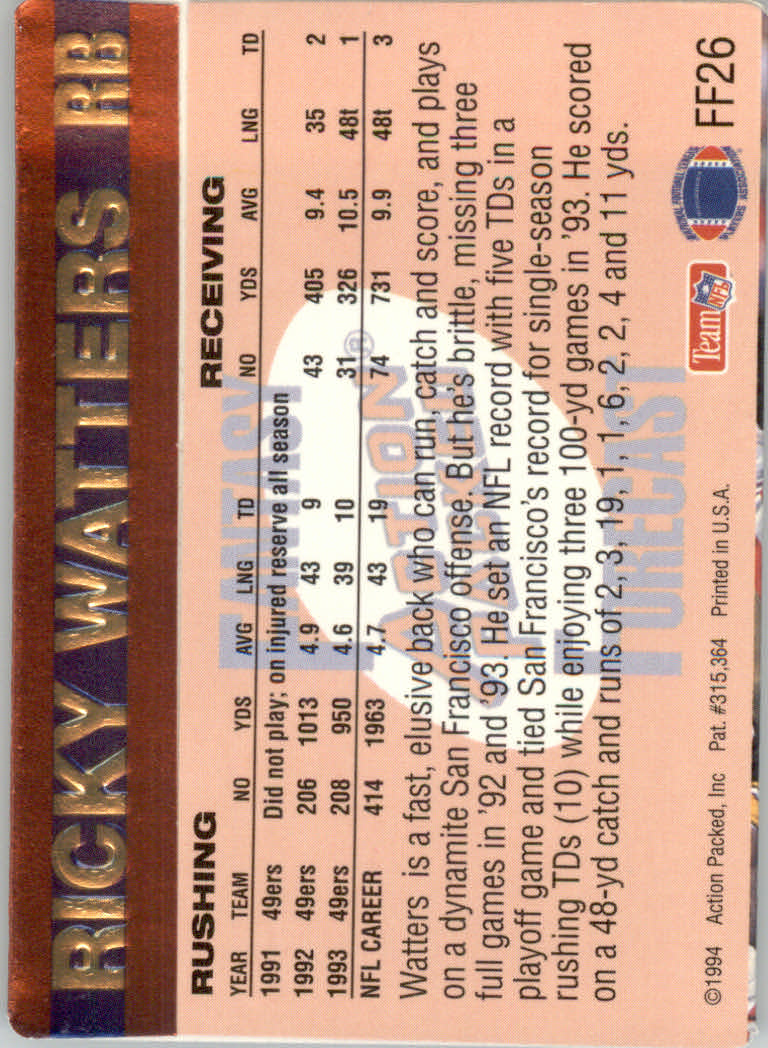 RICKY WATTERS RB
RUSHING RECEIVING
YEAR TEAM NO YDS AVG LNG TD NO YDS AVG LNG TD
1991 49ers Did not play; on injured reserve all season
1992 49ers 206 1013 4.9 43 9 43 405 9.4 35 2
1993 49ers 208 950 4.6 39 10 31 326 10.5 48t 1
NFL CAREER 414 1963 4.7 43 19 74 731 9.9 48t 3
Watters is a fast, elusive back who can run, catch and score, and plays
on a dynamite San Francisco offense. But he's brittle, missing three
full games in '92 and '93. He set an NFL record with five TDs in a
playoff game and tied San Francisco's record for single-season
rushing TDs (10) while enjoying three 100-yd games in '93. He scored
on a 48-yd catch and runs of 2, 3, 19, 1, 1, 6, 2, 2, 4 and 11 yds.
FANTASY
ACTION
PACKED ®
FORECAST
©1994 Action Packed, Inc Pat. #315,364 Printed in U.S.A.
Team NFL
PLAYERS ASSOCIATION
FF26